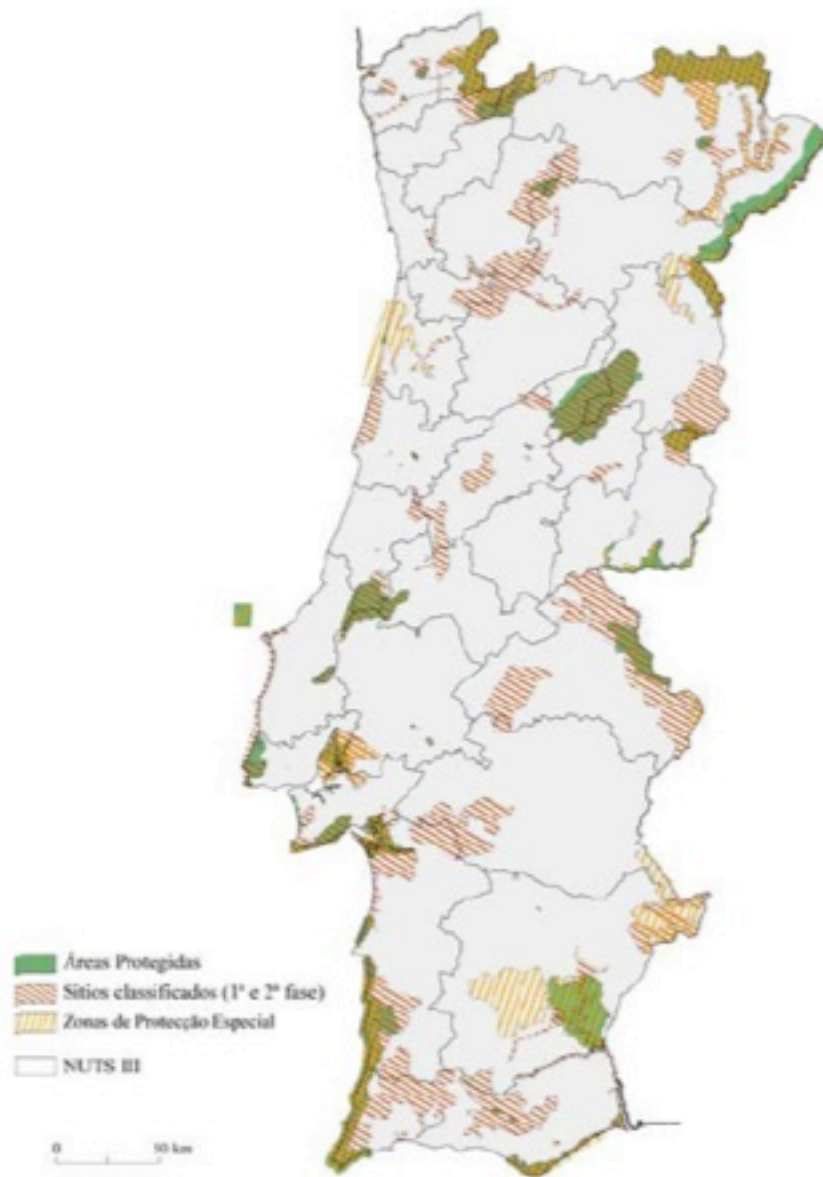 Áreas Protegidas
Sítios classificados (1ª e 2ª fase)
Zonas de Protecção Especial
NUTS III
0 50 km